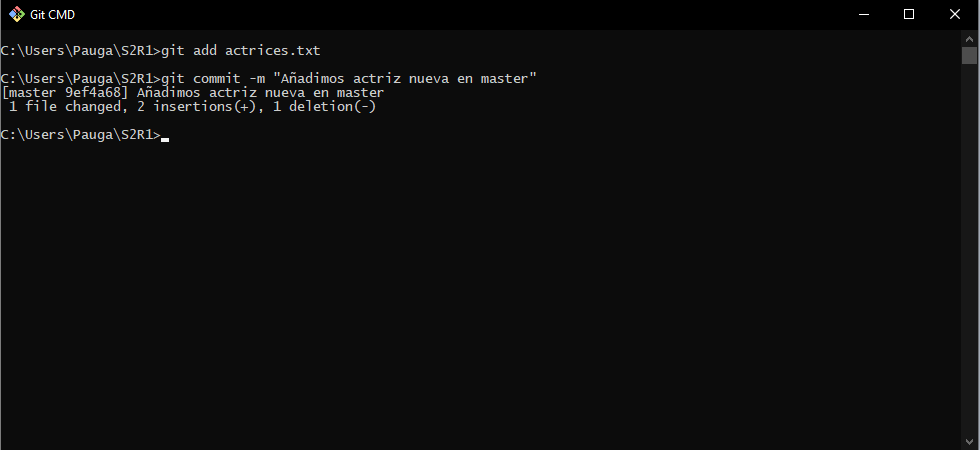 Git CMD
C:\Users\Pauga\S2R1>git add actrices.txt
C:\Users\Pauga\S2R1>git commit -m "Añadimos actriz nueva en master"
[master 9ef4a68] Añadimos actriz nueva en master
 1 file changed, 2 insertions(+), 1 deletion(-)
C:\Users\Pauga\S2R1>